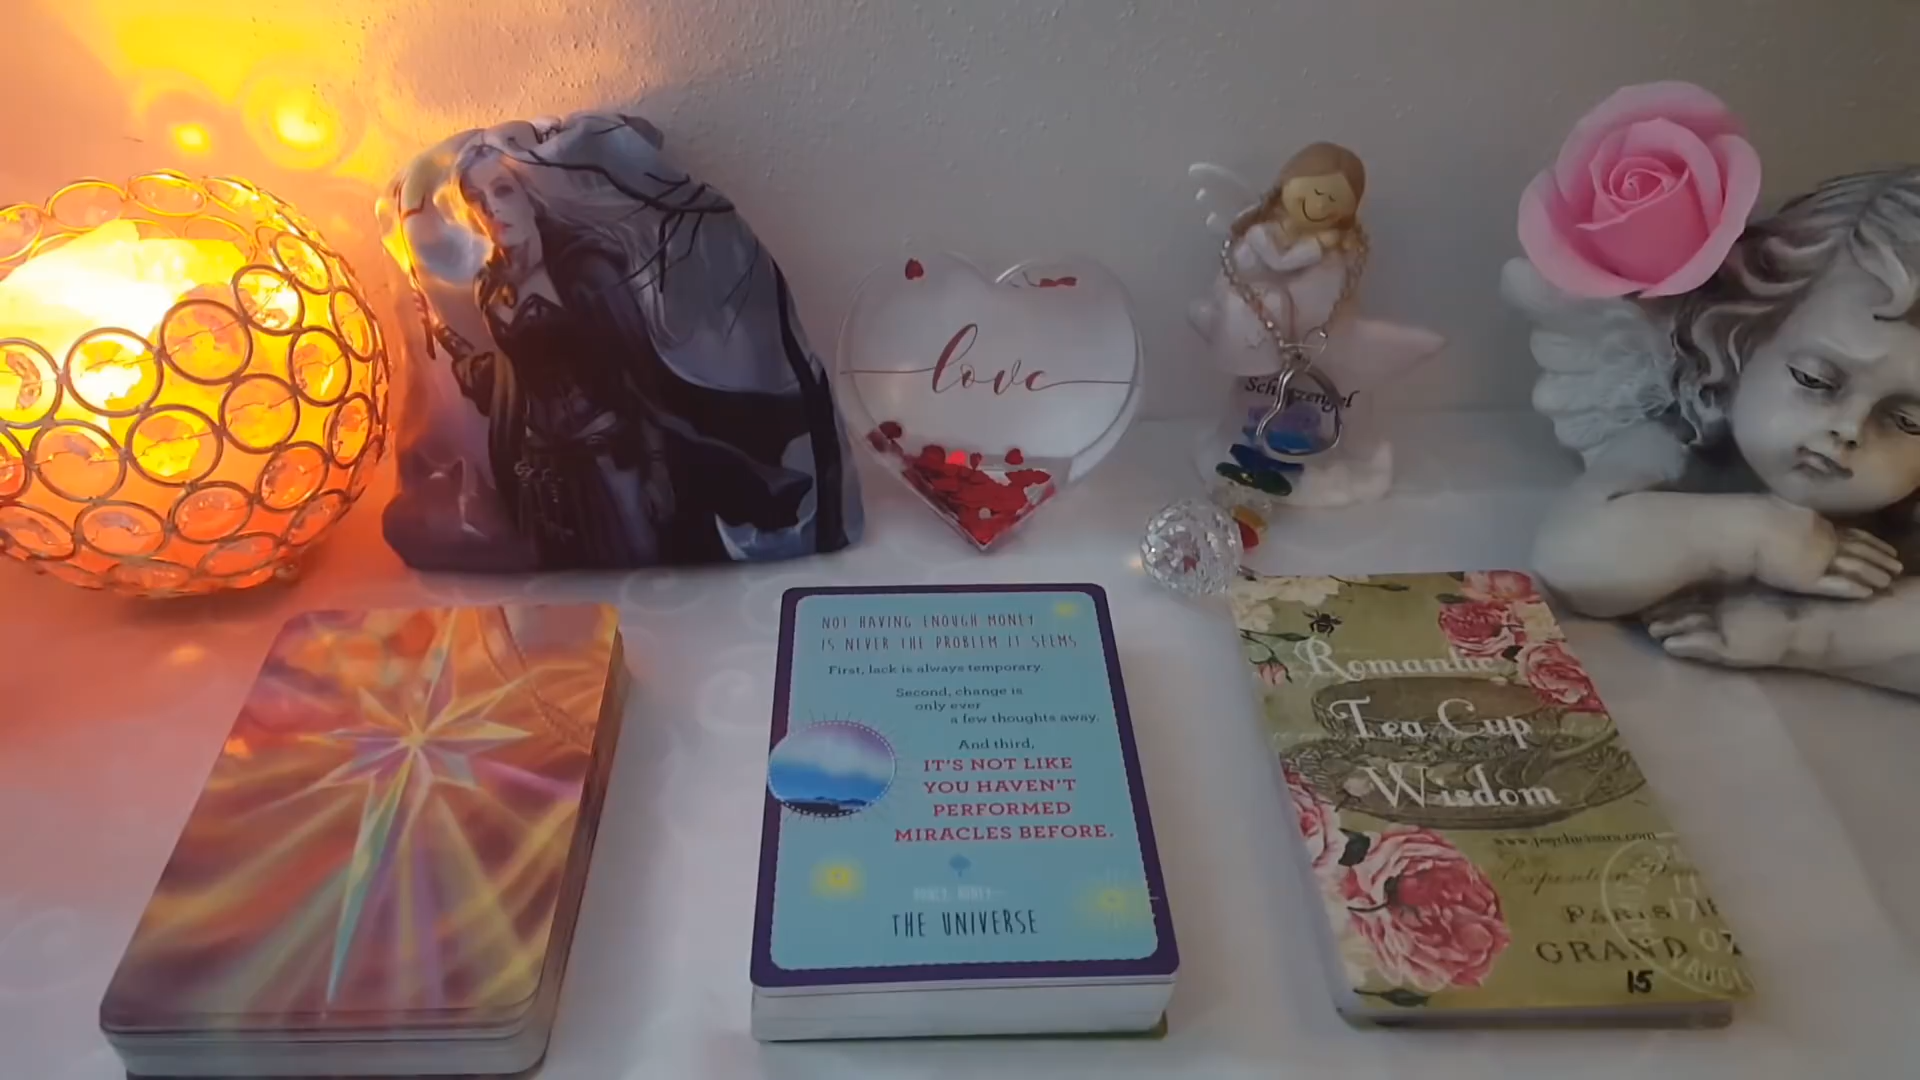 love
Schutzengel
NOT HAVING ENOUGH MONEY
IS NEVER THE PROBLEM IT SEEMS
First, lack is always temporary.
Second, change is
only ever
a few thoughts away.
And third,
IT'S NOT LIKE
YOU HAVEN'T
PERFORMED
MIRACLES BEFORE.
THE UNIVERSE
Romantic
Tea Cup
Wisdom
PARIS
GRAND
15